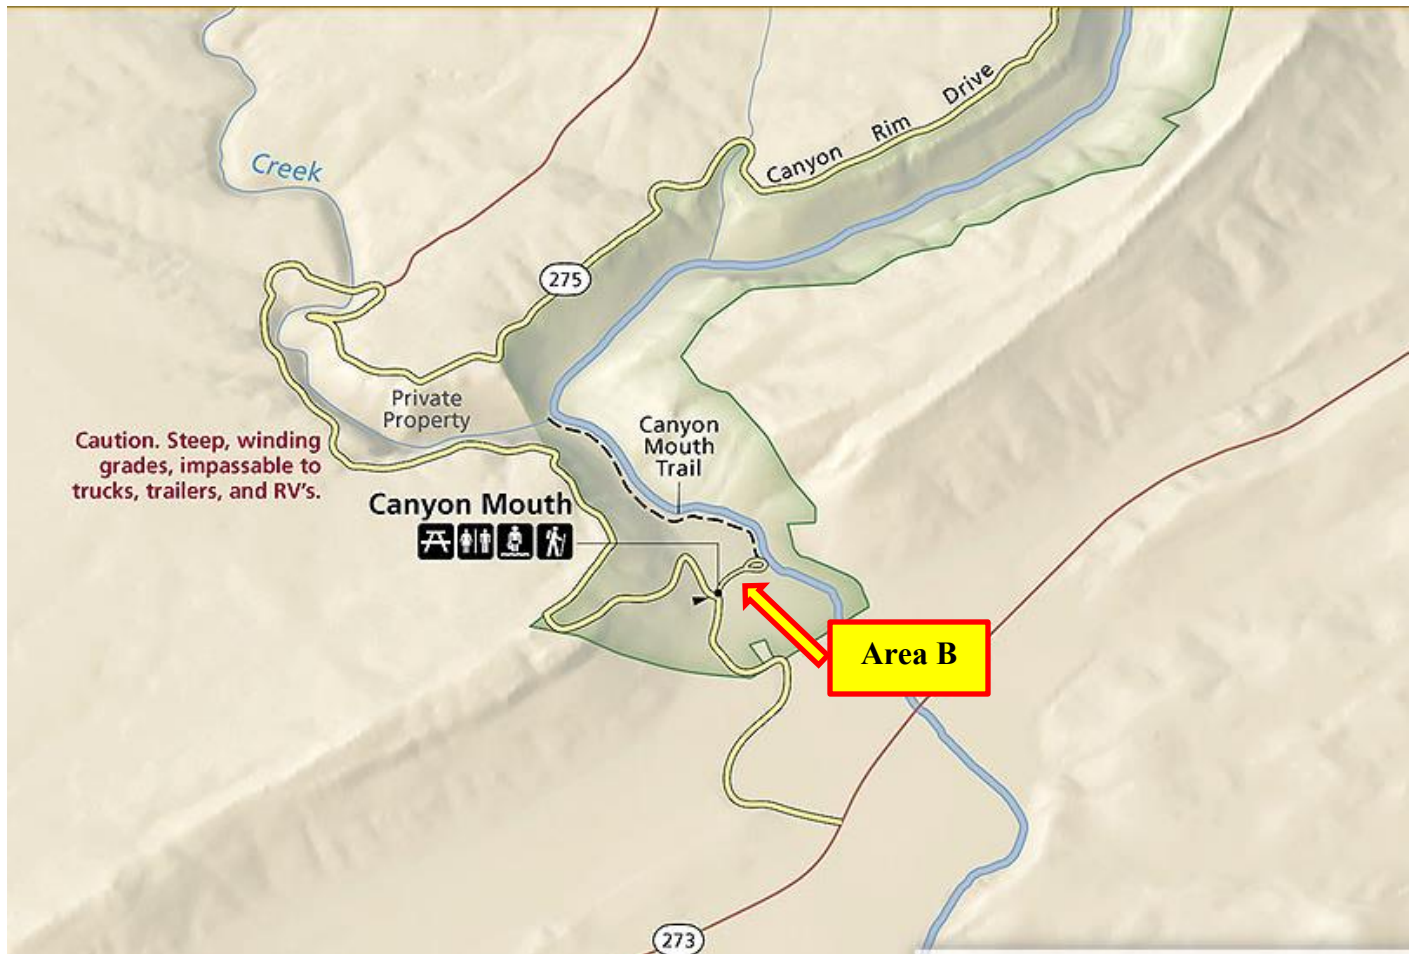 Creek
Canyon Rim Drive
275
Private
Property
Canyon
Mouth
Trail
Caution. Steep, winding
grades, impassable to
trucks, trailers, and RV's.
Canyon Mouth
Area B
273